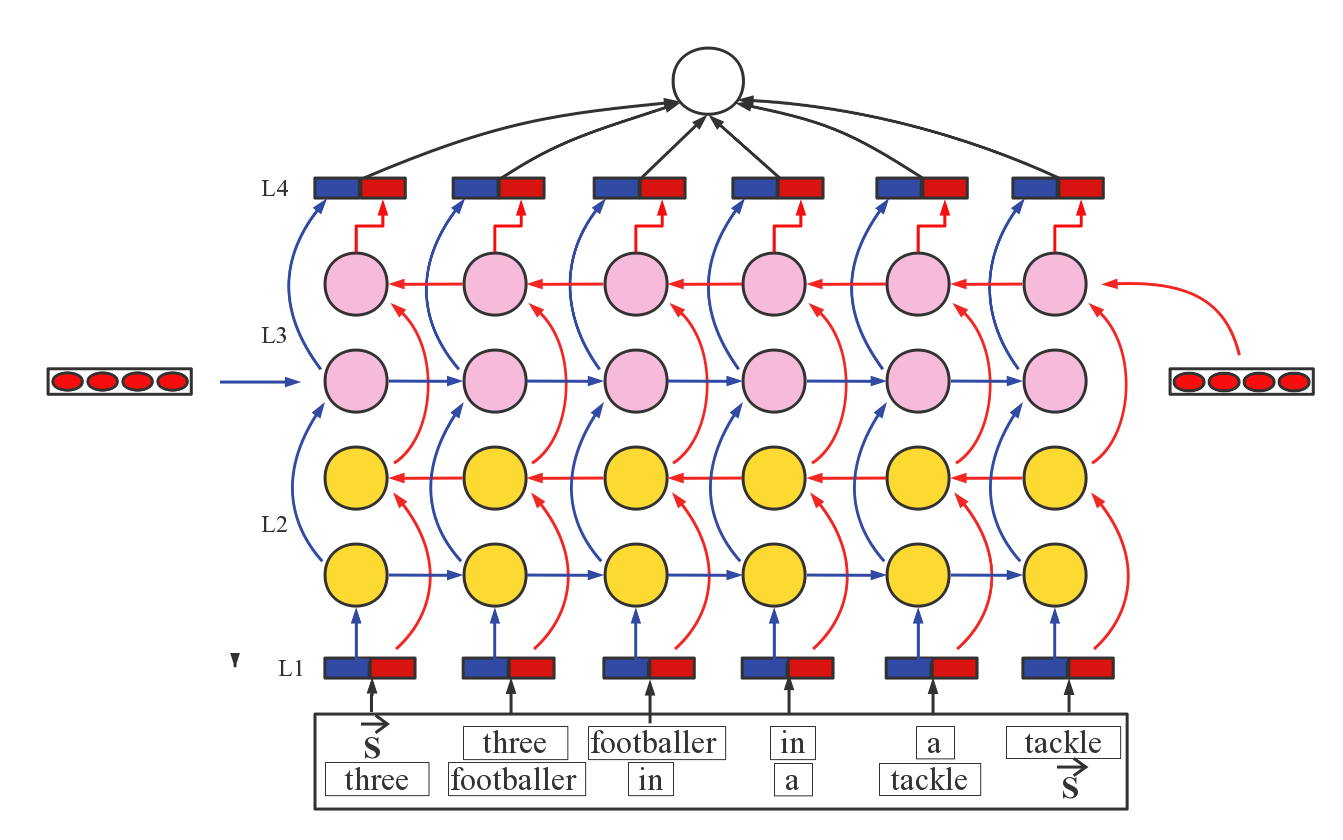 L4
L3
L2
L1
S three footballer in a tackle
three footballer in a tackle S